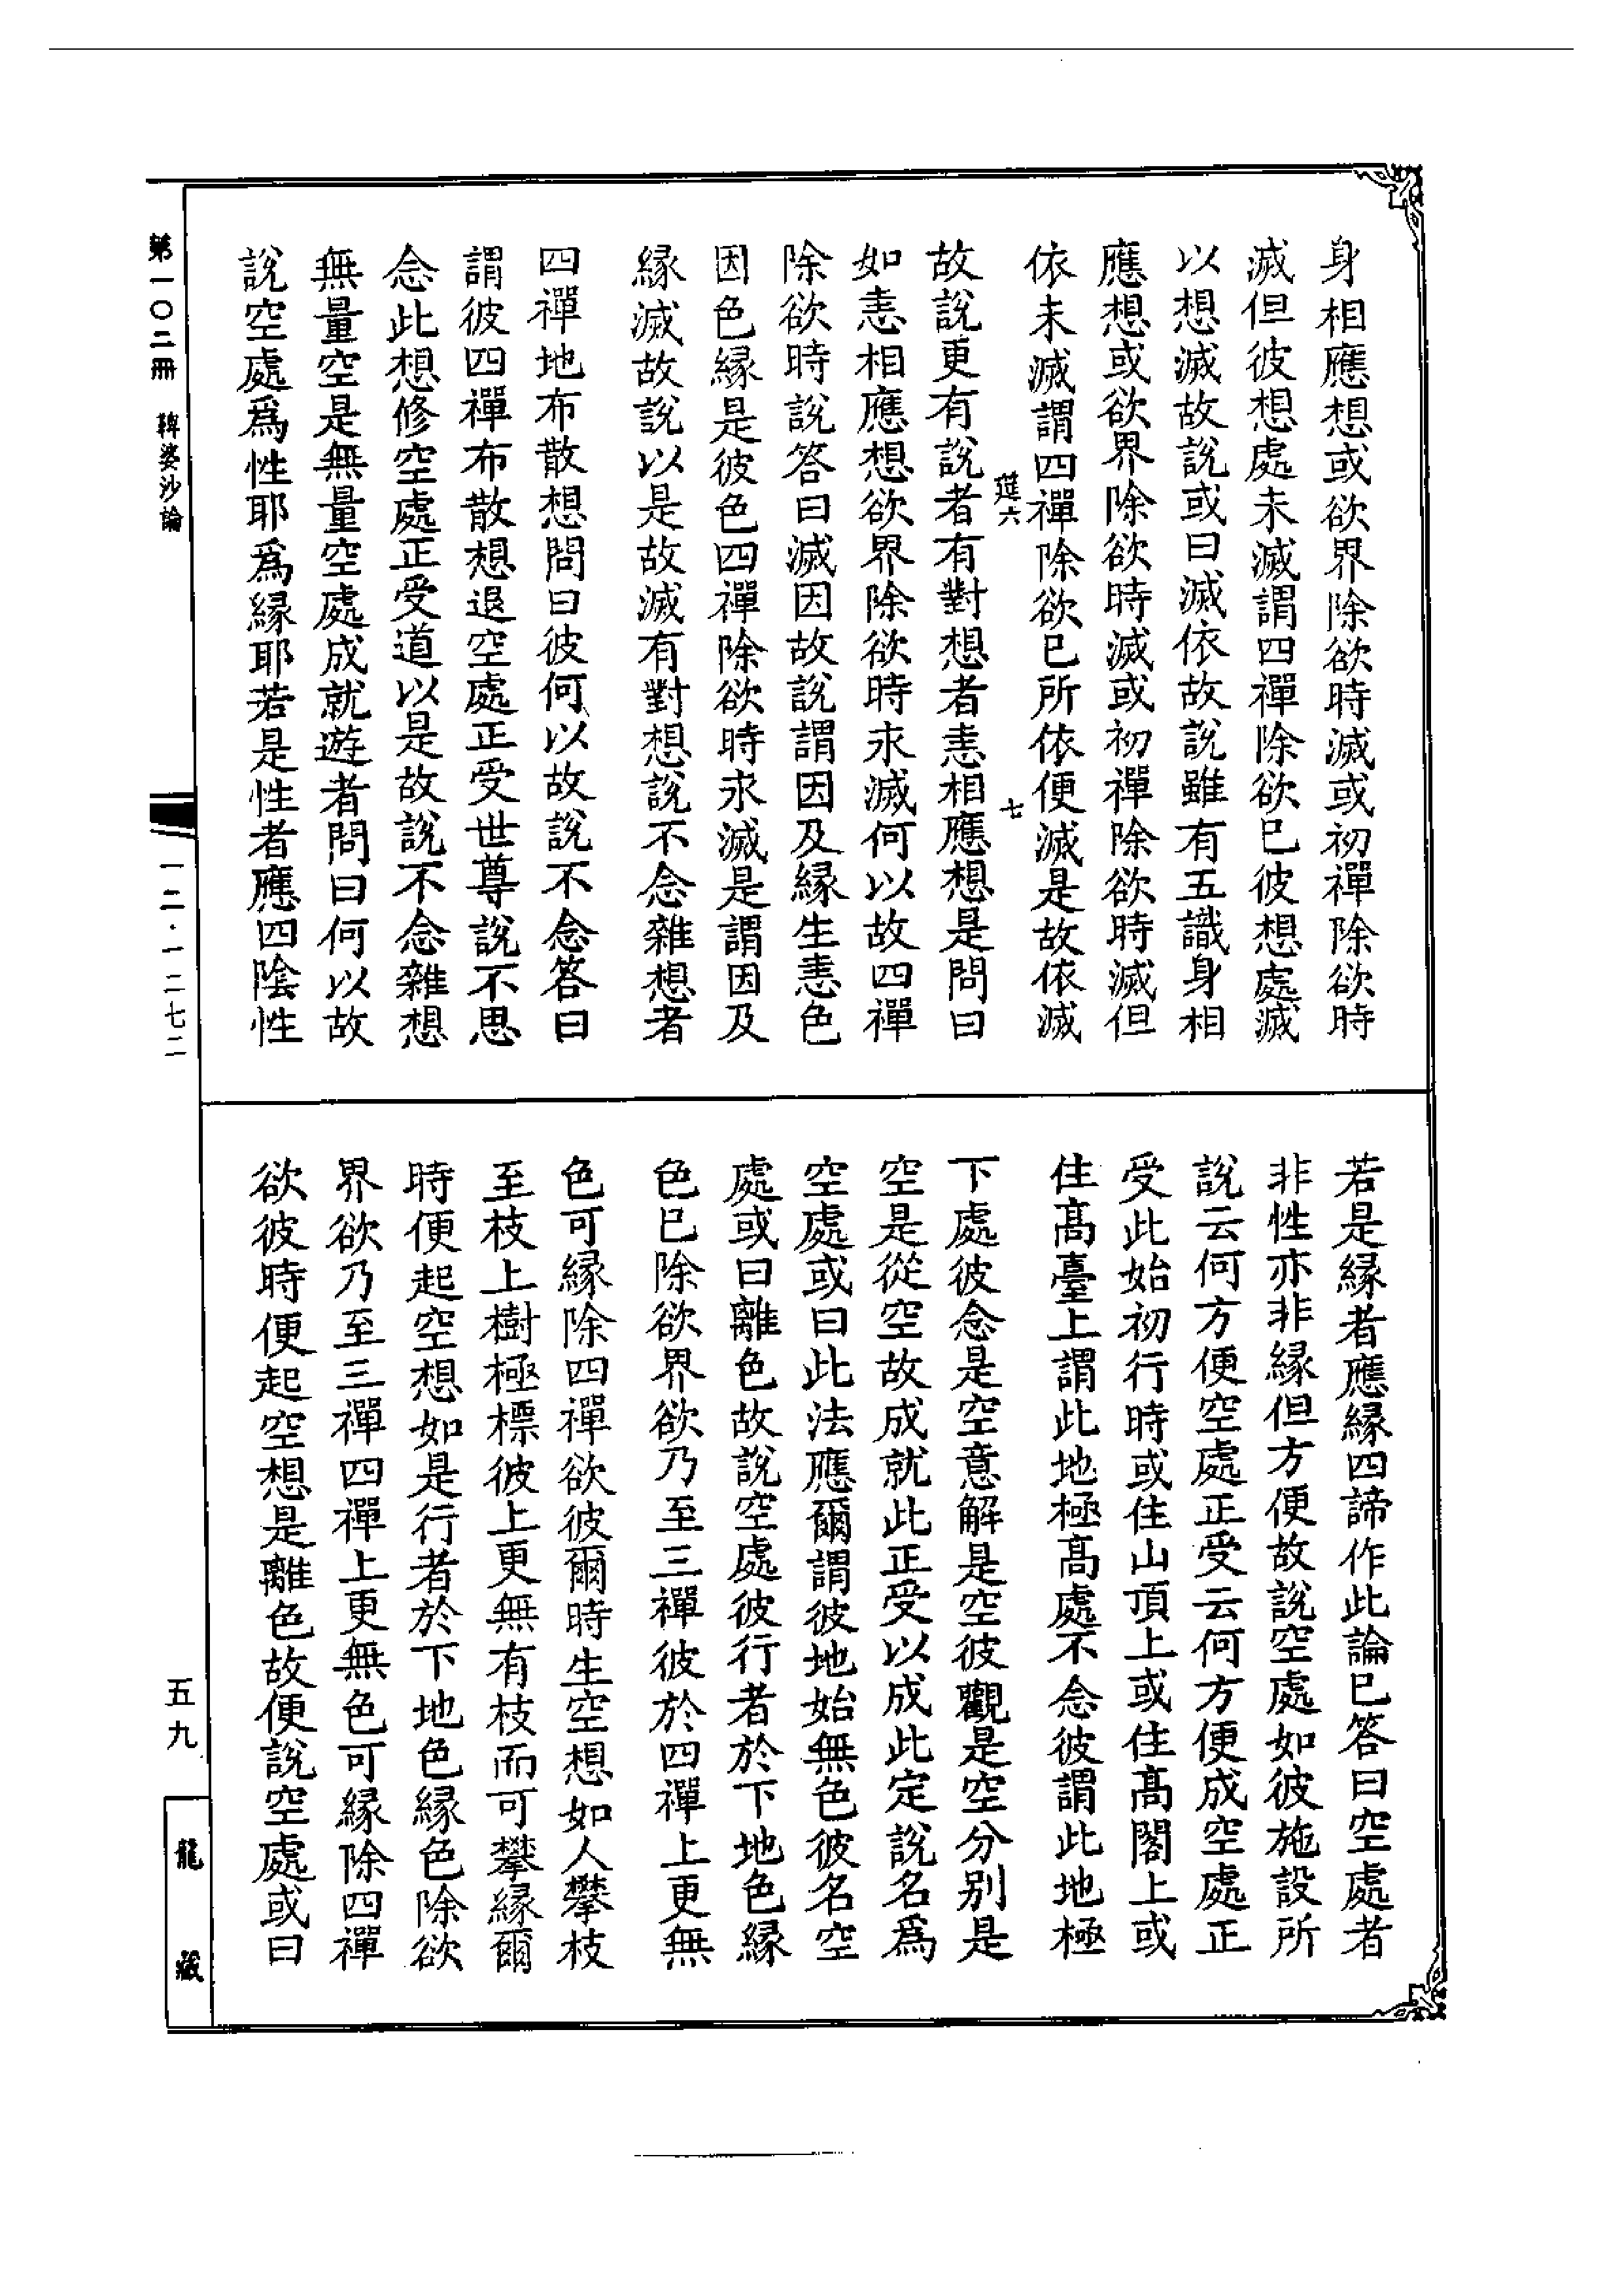 身相應想或欲界除欲時滅或初禪除欲時
滅但彼想處未滅謂四禪除欲已彼想處滅
以想滅故說或曰滅依故說雖有五識身相
應想或欲界除欲時滅或初禪除欲時滅但
依未滅謂四禪除欲已所依便滅是故依滅
莚六 七
故說更有說者有對想者恚相應想是問曰
如恚相應想欲界除欲時永滅何以故四禪
除欲時說答曰滅因故說謂因及緣生恚色
因色緣是彼色四禪除欲時永滅是謂因及
緣滅故說以是故滅有對想說不念雜想者
四禪地布散想問曰彼何以故說不念答曰
謂彼四禪布散想退空處正受世尊說不思
念此想修空處正受道以是故說不念雜想
無量空是無量空處成就遊者問曰何以故
說空處爲性耶爲緣耶若是性者應四陰性
若是緣者應緣四諦作此論已答曰空處者
非性亦非緣但方便故說空處如彼施設所
說云何方便空處正受云何方便成空處正
受此始初行時或住山頂上或住高閣上或
住高臺上謂此地極高處不念彼謂此地極
下處彼念是空意解是空彼觀是空分別是
空是從空故成就此正受以成此定說名爲
空處或曰此法應爾謂彼地始無色彼名空
處或曰離色故說空處彼行者於下地色緣
色已除欲界欲乃至三禪彼於四禪上更無
色可緣除四禪欲彼爾時生空想如人攀枝
至枝上樹極標彼上更無有枝而可攀緣爾
時便起空想如是行者於下地色緣色除欲
界欲乃至三禪四禪上更無色可緣除四禪
欲彼時便起空想是離色故便說空處或曰
第一〇二冊 鞞婆沙論
一二·一二七二
五九
龍藏